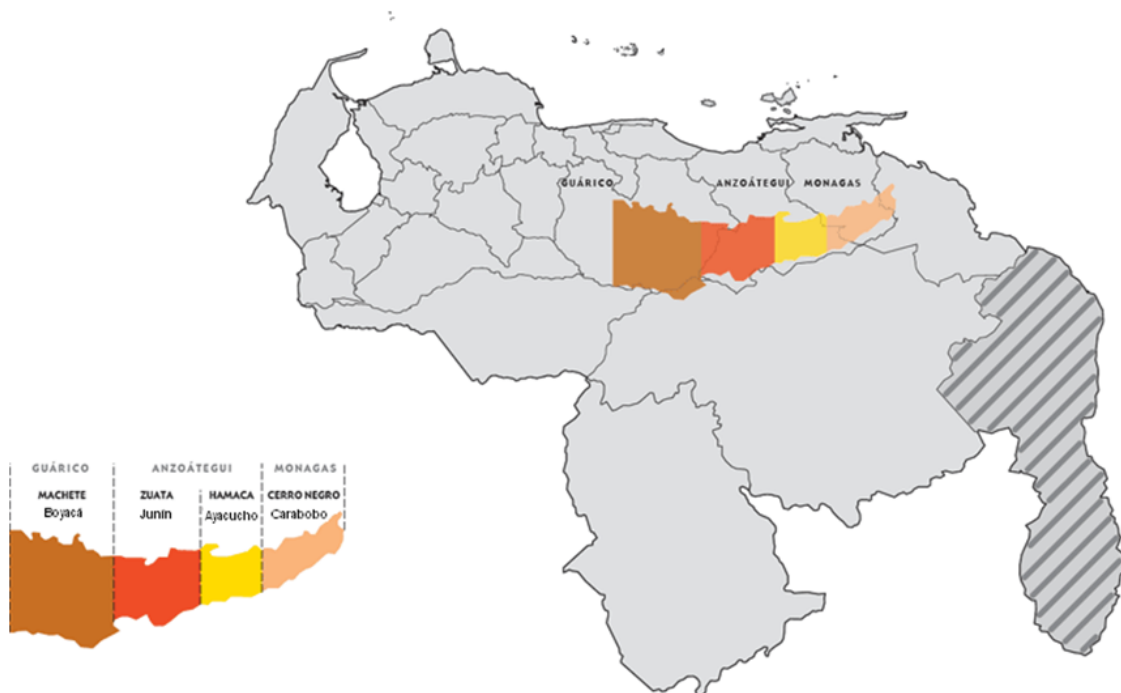 GUÁRICO ANZOÁTEGUI MONAGAS
GUÁRICO ANZOÁTEGUI MONAGAS
MACHETE ZUATA HAMACA CERRO NEGRO
Boyacá Junín Ayacucho Carabobo